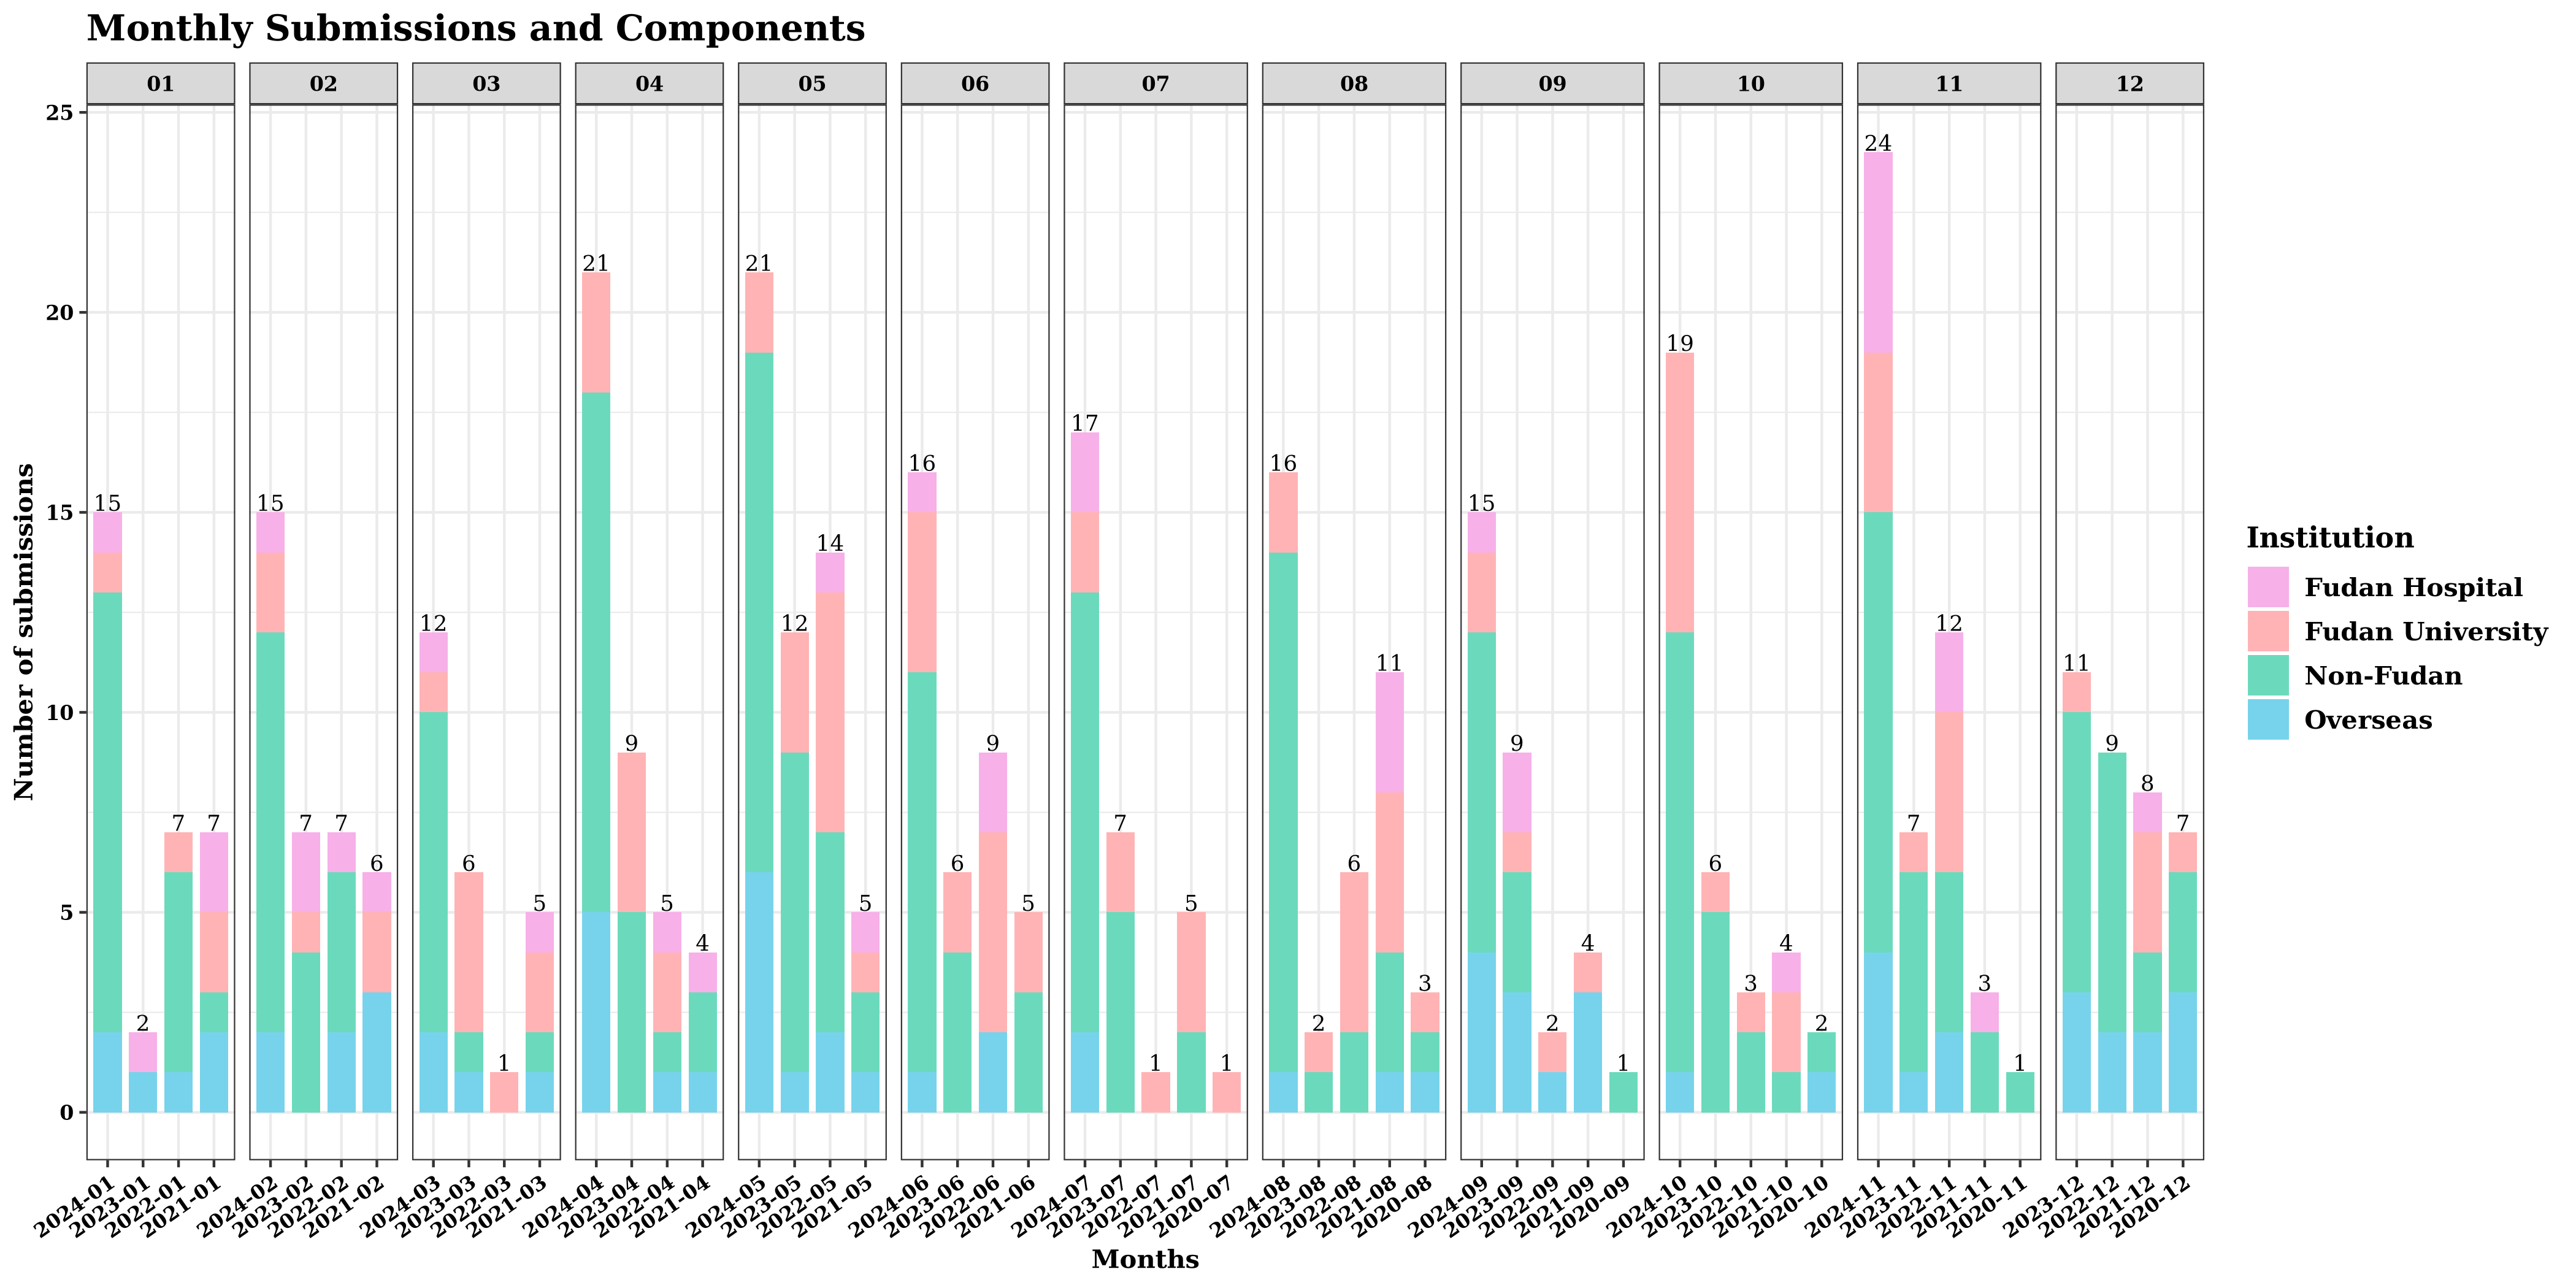 Monthly Submissions and Components
01 02 03 04 05 06 07 08 09 10 11 12
Number of submissions
25
20
15
10
5
0
15 2 7 7
15 7 7 6
12 6 1 5
21 9 5 4
21 12 14 5
16 6 9 5
17 7 1 5 1
16 2 6 11 3
15 9 2 4 1
19 6 3 4 2
24 7 12 3 1
11 9 8 7
2024-01 2023-01 2022-01 2021-01
2024-02 2023-02 2022-02 2021-02
2024-03 2023-03 2022-03 2021-03
2024-04 2023-04 2022-04 2021-04
2024-05 2023-05 2022-05 2021-05
2024-06 2023-06 2022-06 2021-06
2024-07 2023-07 2022-07 2021-07 2020-07
2024-08 2023-08 2022-08 2021-08 2020-08
2024-09 2023-09 2022-09 2021-09 2020-09
2024-10 2023-10 2022-10 2021-10 2020-10
2024-11 2023-11 2022-11 2021-11 2020-11
2023-12 2022-12 2021-12 2020-12
Months
Institution
Fudan Hospital
Fudan University
Non-Fudan
Overseas